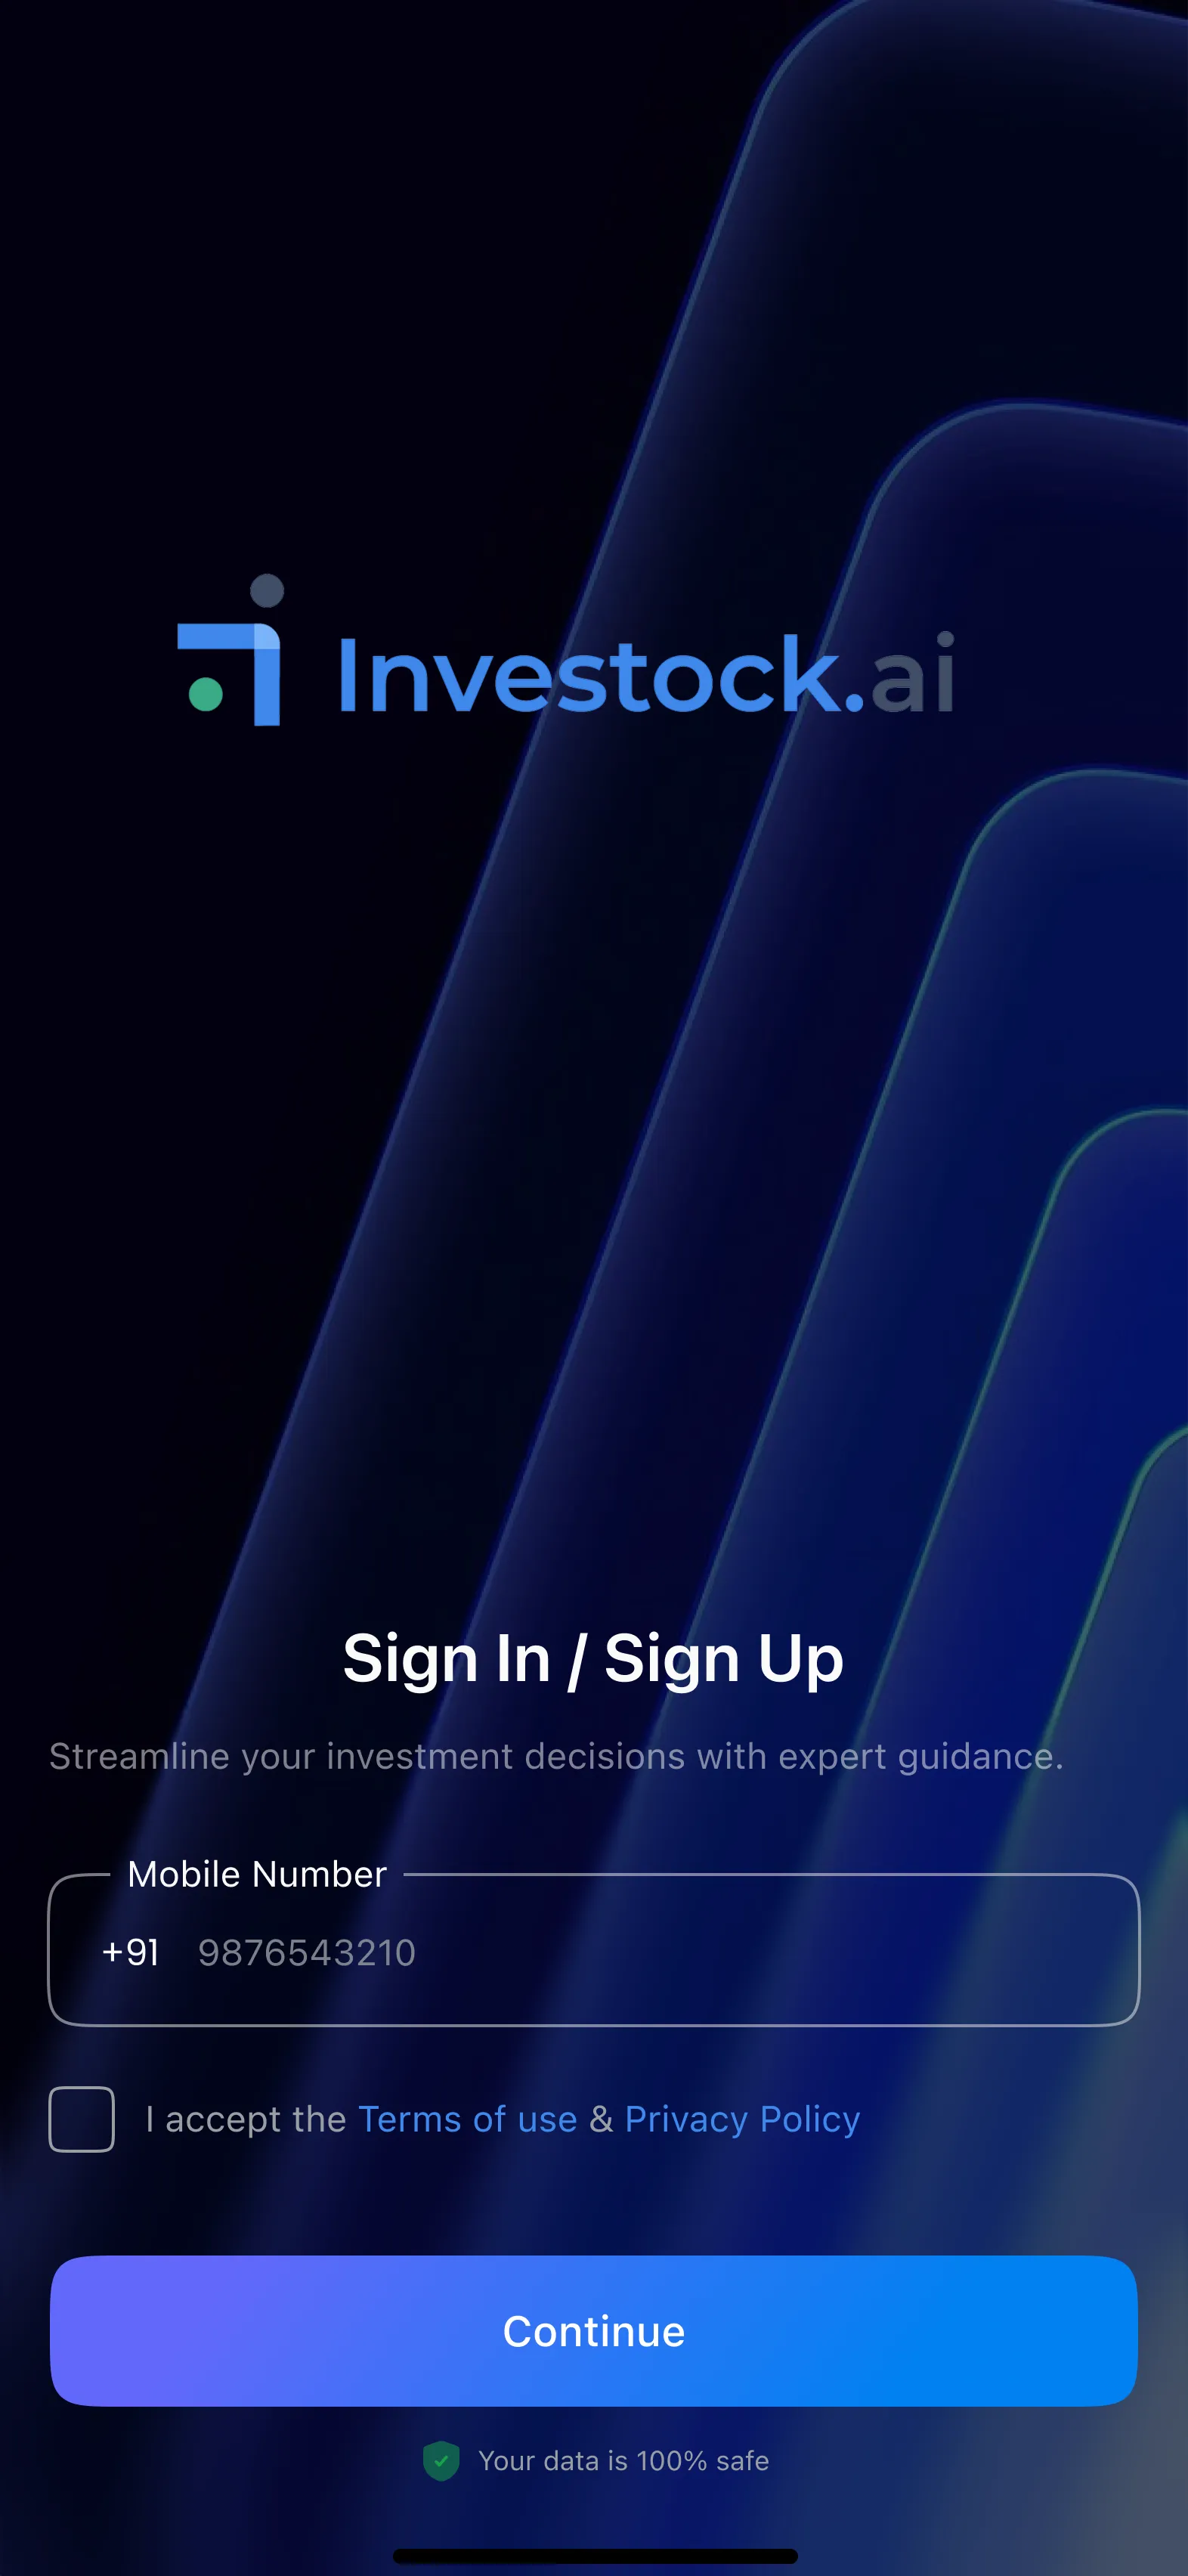 Investock.ai
Sign In / Sign Up
Streamline your investment decisions with expert guidance.
Mobile Number
+91 9876543210
I accept the Terms of use & Privacy Policy
Continue
Your data is 100% safe